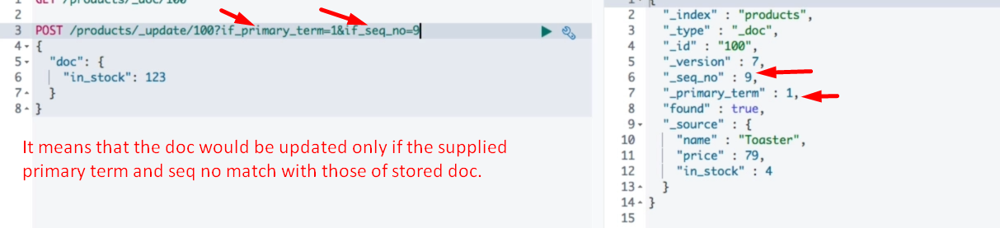 GET /products/_doc/100
3 POST /products/_update/100?if_primary_term=1&if_seq_no=9
4 {
5 "doc": {
6 "in_stock": 123
7 }
8 }
It means that the doc would be updated only if the supplied
primary term and seq no match with those of stored doc.
1 {
2 "_index" : "products",
3 "_type" : "_doc",
4 "_id" : "100",
5 "_version" : 7,
6 "_seq_no" : 9,
7 "_primary_term" : 1,
8 "found" : true,
9 "_source" : {
10 "name" : "Toaster",
11 "price" : 79,
12 "in_stock" : 4
13 }
14 }
15